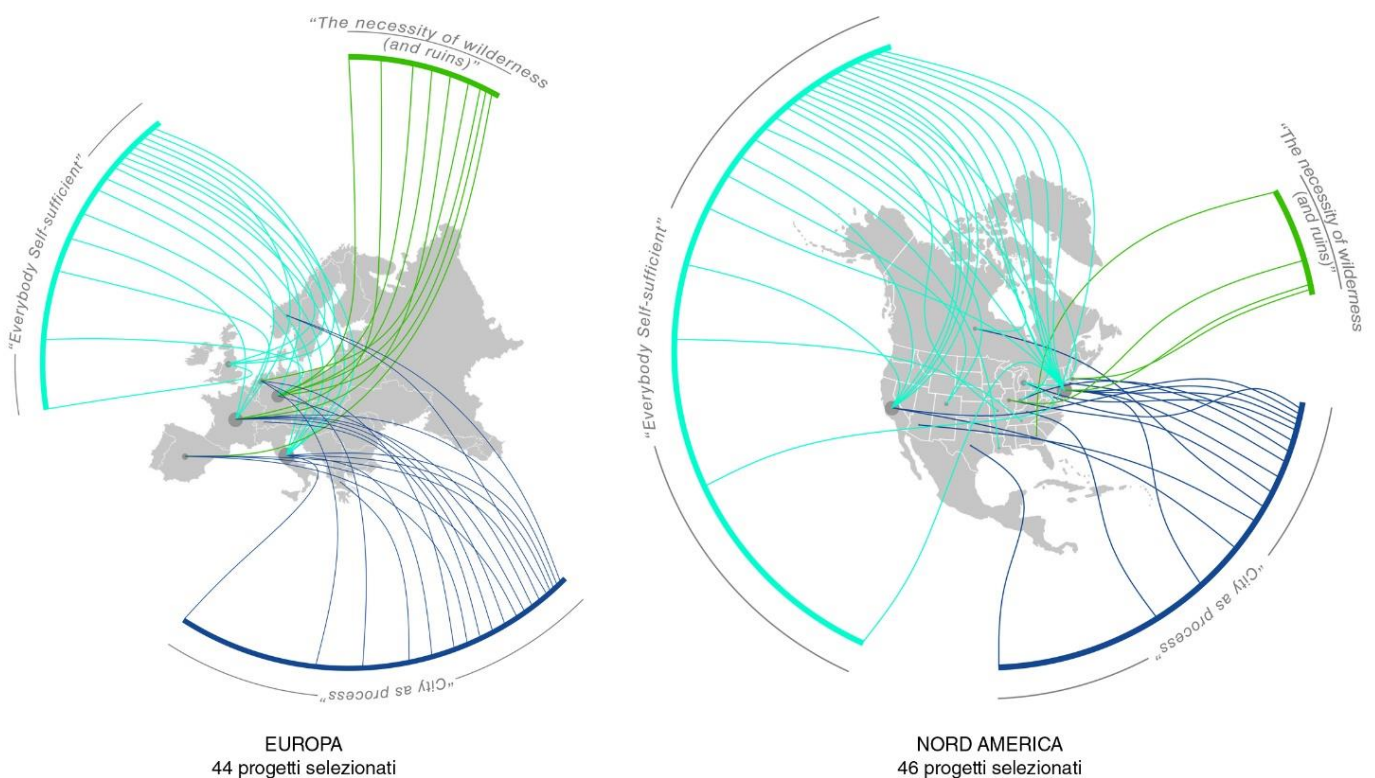 “The necessity of wilderness
(and ruins)”
“Everybody Self-sufficient”
“City as process”
EUROPA
44 progetti selezionati
“Everybody Self-sufficient”
“The necessity of wilderness
(and ruins)”
“City as process”
NORD AMERICA
46 progetti selezionati